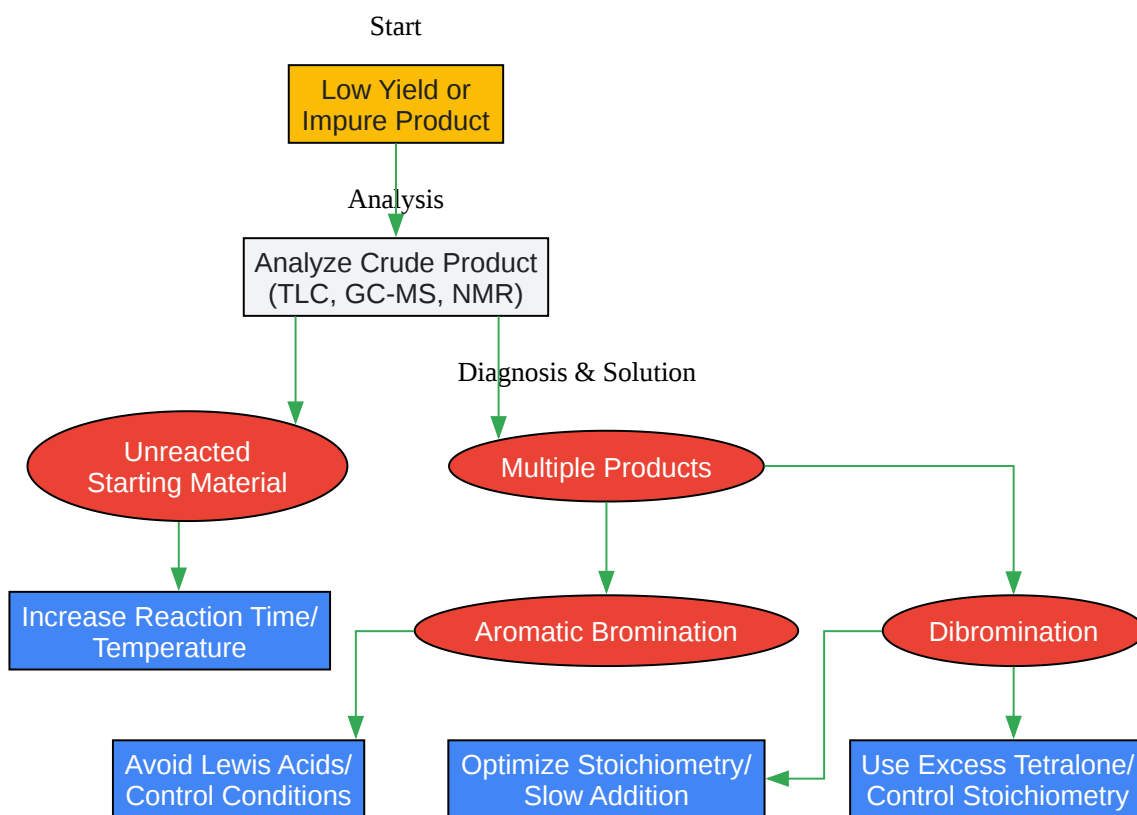 Start
Low Yield or
Impure Product
Analysis
Analyze Crude Product
(TLC, GC-MS, NMR)
Diagnosis & Solution
Unreacted
Starting Material
Multiple Products
Increase Reaction Time/
Temperature
Aromatic Bromination
Dibromination
Avoid Lewis Acids/
Control Conditions
Optimize Stoichiometry/
Slow Addition
Use Excess Tetralone/
Control Stoichiometry